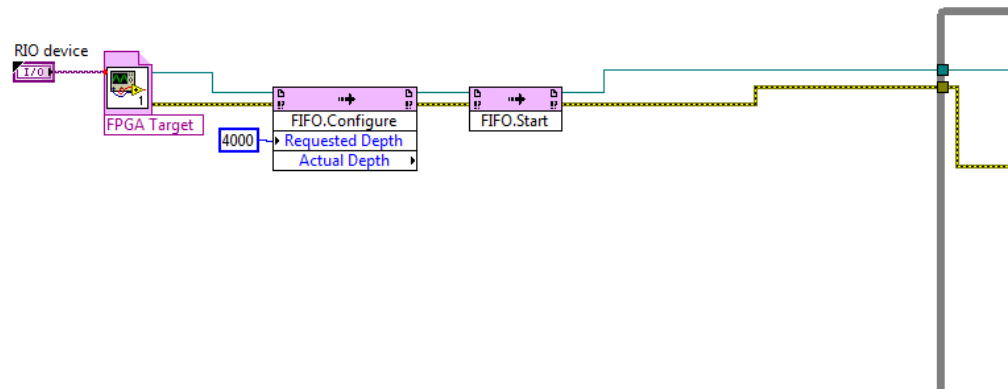 RIO device
I/O
1
FPGA Target
FIFO.Configure
4000
Requested Depth
Actual Depth
FIFO.Start